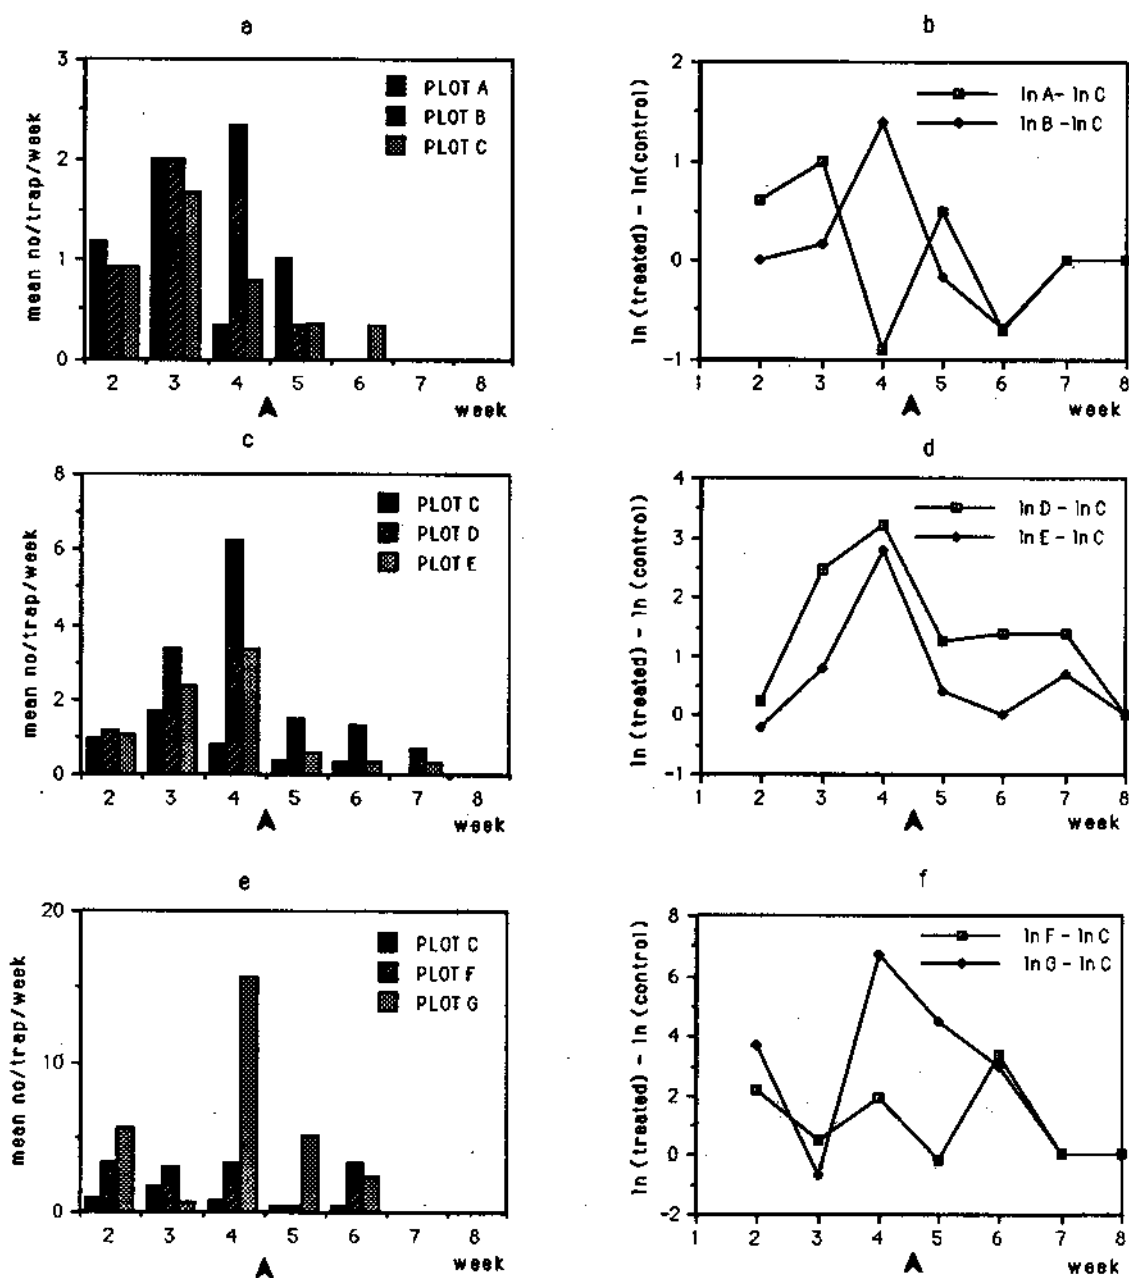 a
3
2
1
0
mean no/trap/week
PLOT A
PLOT B
PLOT C
2 3 4 5 6 7 8
week
b
2
1
0
-1
ln (treated) - ln(control)
ln A- ln C
ln B -ln C
1 2 3 4 5 6 7 8
week
c
8
6
4
2
0
mean no/trap/week
PLOT C
PLOT D
PLOT E
2 3 4 5 6 7 8
week
d
4
3
2
1
0
-1
ln (treated) - ln (control)
ln D - ln C
ln E - ln C
1 2 3 4 5 6 7 8
week
e
20
10
0
mean no/trap/week
PLOT C
PLOT F
PLOT G
2 3 4 5 6 7 8
week
f
8
6
4
2
0
-2
ln (treated) - ln (control)
ln F - ln C
ln G - ln C
1 2 3 4 5 6 7 8
week